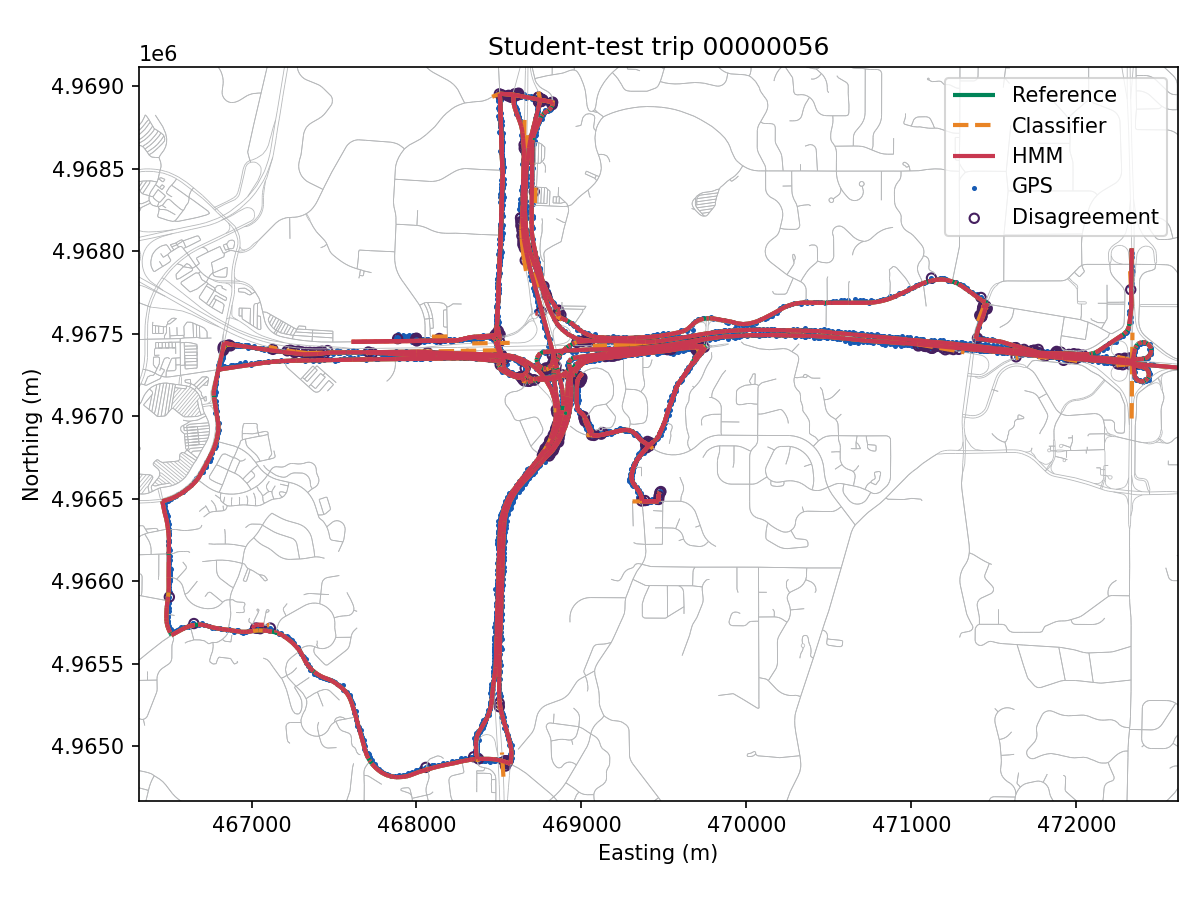 Student-test trip 00000056
1e6
4.9690
4.9685
4.9680
4.9675
4.9670
4.9665
4.9660
4.9655
4.9650
Northing (m)
467000
468000
469000
470000
471000
472000
Easting (m)
Reference
Classifier
HMM
GPS
Disagreement